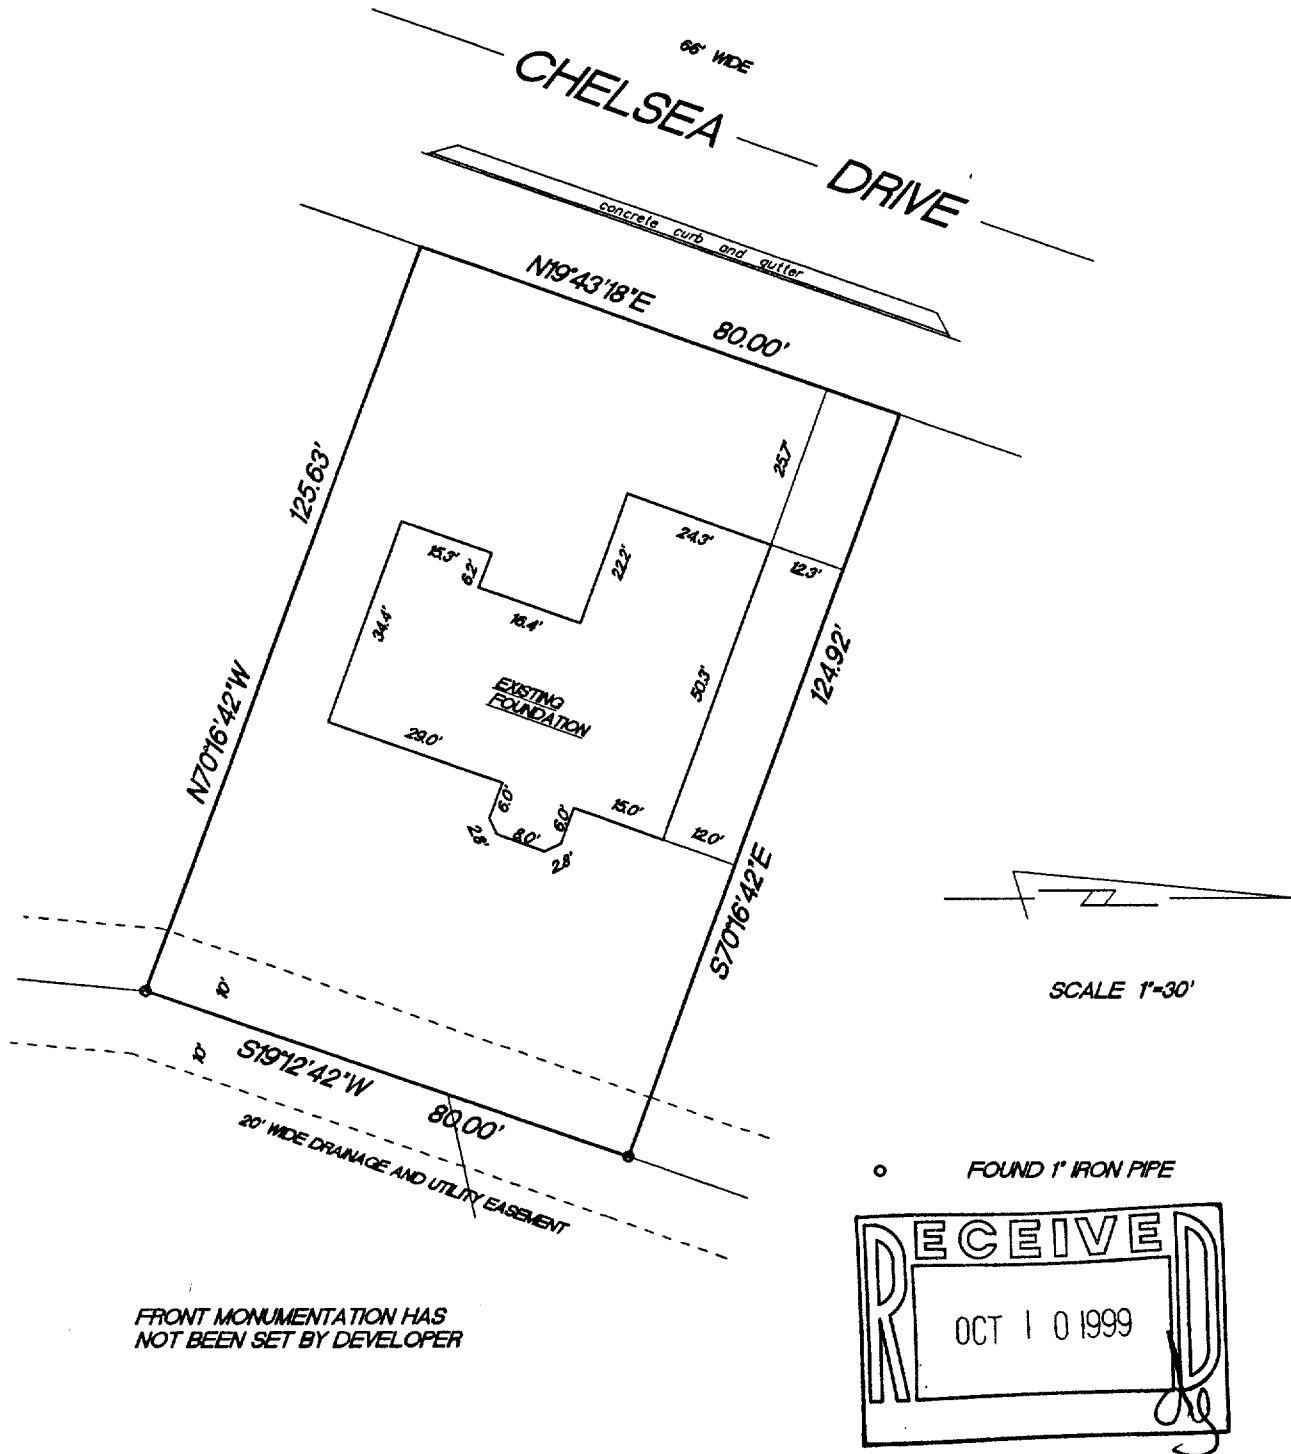 66' WIDE
CHELSEA DRIVE
concrete curb and gutter
N19°43'18"E 80.00'
125.63'
N70°16'42"W
25.7'
24.3'
12.3'
15.3'
6.2'
22.2'
16.4'
34.4'
124.92'
50.3'
EXISTING
FOUNDATION
29.0'
6.0'
6.0'
15.0'
12.0'
2.8'
8.0'
2.8'
S70°16'42"E
10'
10'
S19°12'42"W 80.00'
20' WIDE DRAINAGE AND UTILITY EASEMENT
SCALE 1"=30'
FOUND 1" IRON PIPE
RECEIVED
OCT 10 1999
FRONT MONUMENTATION HAS
NOT BEEN SET BY DEVELOPER